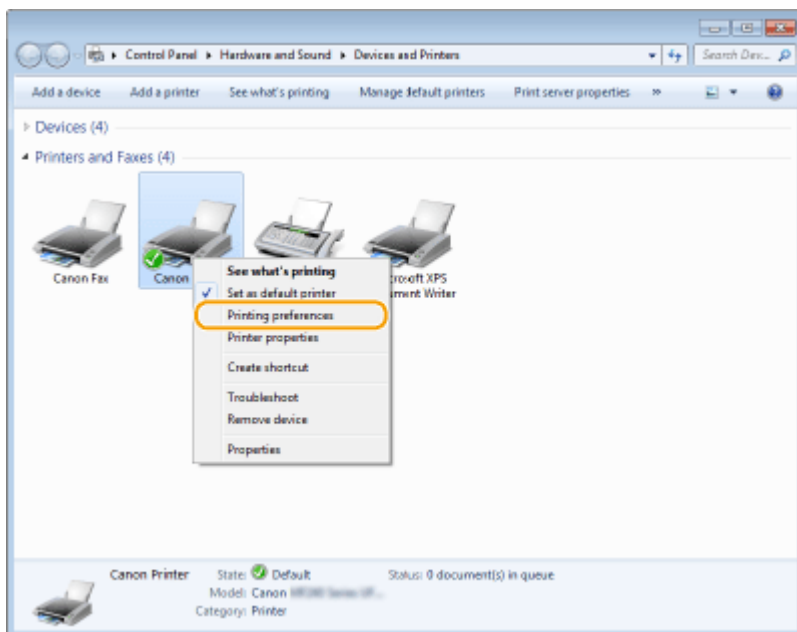 Control Panel ▸ Hardware and Sound ▸ Devices and Printers
Search Dev...
Add a device Add a printer See what's printing Manage default printers Print server properties »
Devices (4)
Printers and Faxes (4)
Canon Fax
Canon
rosoft XPS
ument Writer
See what's printing
Set as default printer
Printing preferences
Printer properties
Create shortcut
Troubleshoot
Remove device
Properties
Canon Printer State: Default Status: 0 document(s) in queue
Model: Canon
Category: Printer